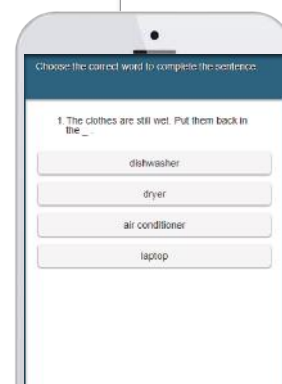 Choose the correct word to complete the sentence.
1. The clothes are still wet. Put them back in
the _ .
dishwasher
dryer
air conditioner
laptop